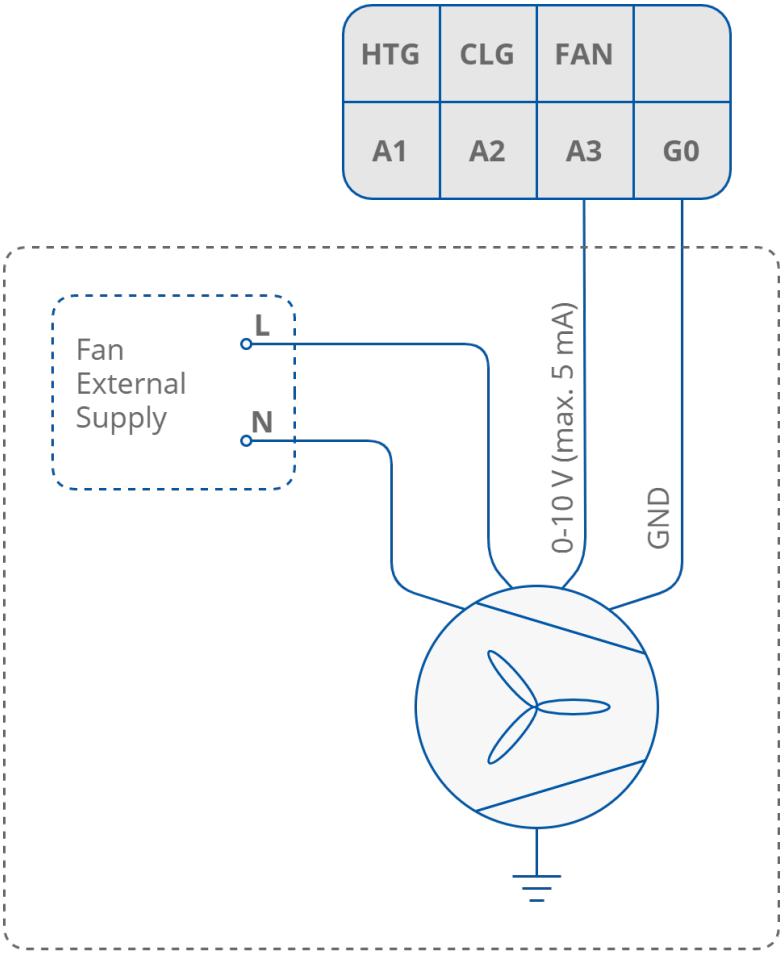 HTG CLG FAN
A1 A2 A3 G0
L
Fan
External
Supply
N
0-10 V (max. 5 mA)
GND